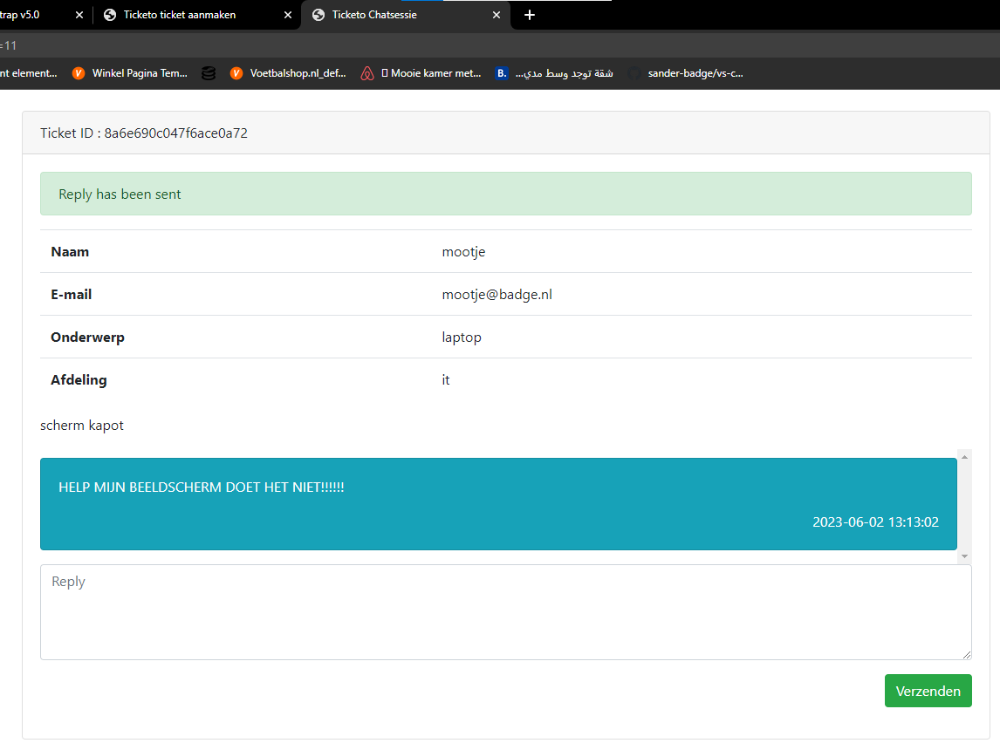 trap v5.0
Ticketo ticket aanmaken
Ticketo Chatsessie
=11
nt element...
Winkel Pagina Tem...
Voetbalshop.nl_def...
Mooie kamer met...
B.
شقة توجد وسط مدي...
sander-badge/vs-c...
Ticket ID : 8a6e690c047f6ace0a72
Reply has been sent
Naam mootje
E-mail mootje@badge.nl
Onderwerp laptop
Afdeling it
scherm kapot
HELP MIJN BEELDSCHERM DOET HET NIET!!!!!!
2023-06-02 13:13:02
Reply
Verzenden